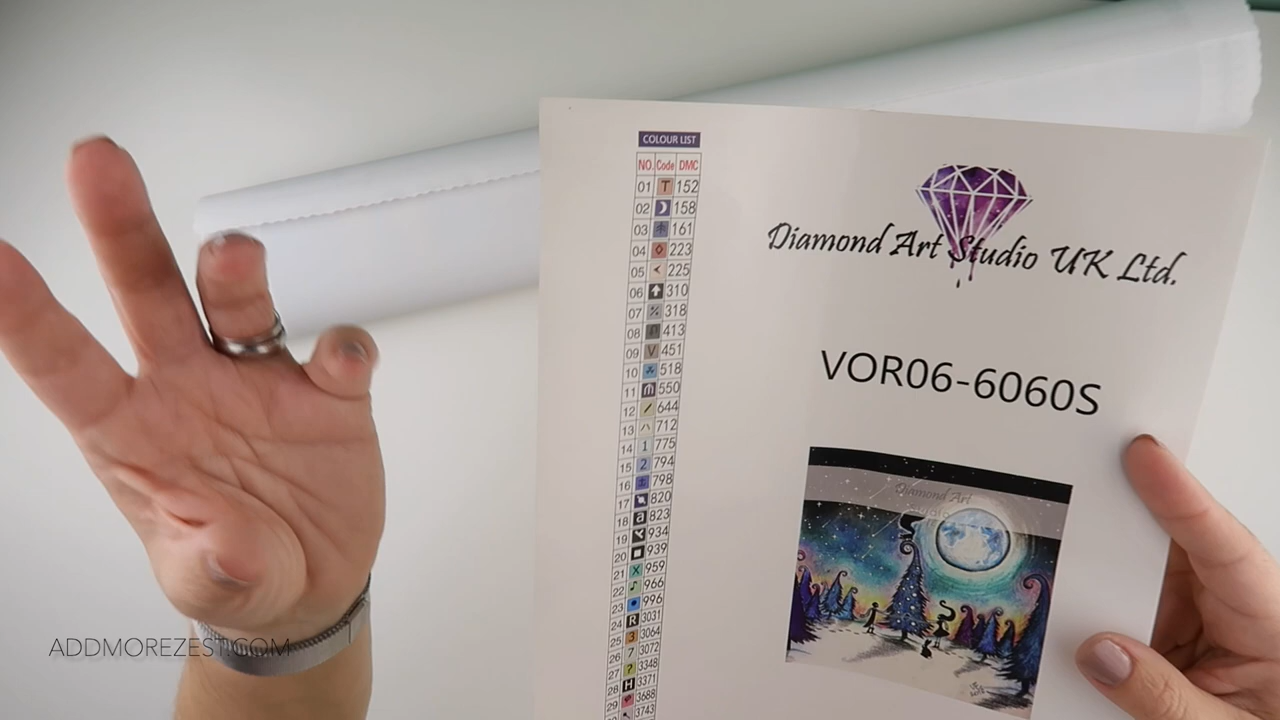 COLOUR LIST
NO. Code DMC
01 T 152
02 158
03 161
04 223
05 225
06 310
07 318
08 413
09 V 451
10 518
11 m 550
12 644
13 712
14 1 775
15 2 794
16 798
17 820
18 a 823
19 934
20 939
21 X 959
22 966
23 996
24 R 3031
25 3 3064
26 7 3072
27 ? 3348
28 H 3371
29 3688
3743
Diamond Art Studio UK Ltd.
VOR06-6060S
Diamond Art
ADDMOREZEST.COM